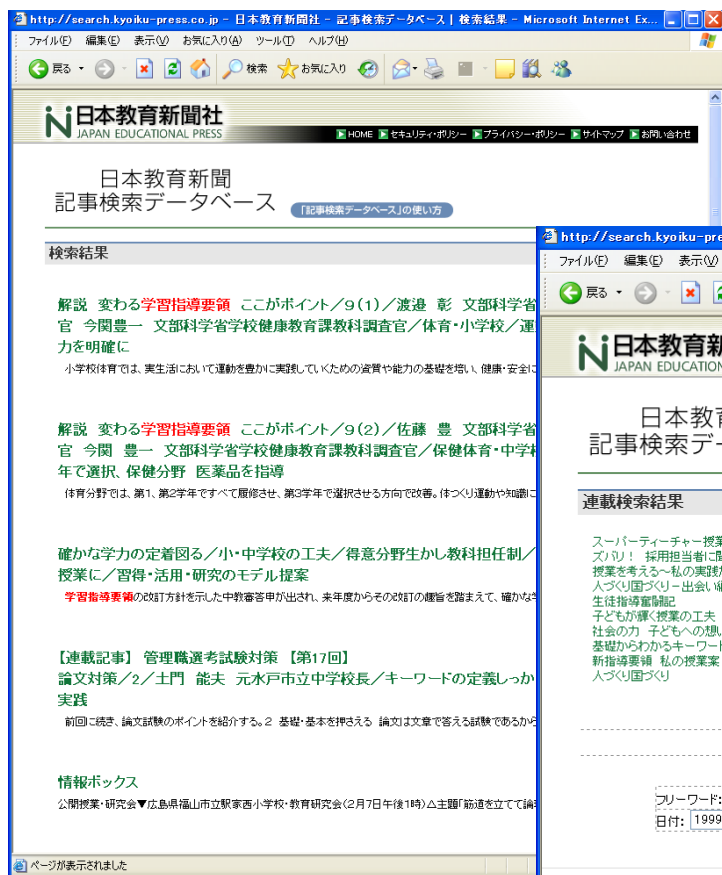 http://search.kyoiku-press.co.jp - 日本教育新聞社 - 記事検索データベース | 検索結果 - Microsoft Internet Ex...
ファイル(F) 編集(E) 表示(V) お気に入り(A) ツール(T) ヘルプ(H)
戻る 検索 お気に入り
日本教育新聞社
JAPAN EDUCATIONAL PRESS
HOME セキュリティ・ポリシー プライバシー・ポリシー サイトマップ お問い合わせ
日本教育新聞
記事検索データベース 「記事検索データベース」の使い方
検索結果
解説 変わる学習指導要領 ここがポイント/9(1)/渡邉 彰 文部科学省
官 今関豊一 文部科学省学校健康教育課教科調査官/体育・小学校/運
力を明確に
小学校体育では、実生活において運動を豊かに実践していくための資質や能力の基礎を培い、健康・安全に
解説 変わる学習指導要領 ここがポイント/9(2)/佐藤 豊 文部科学省
官 今関 豊一 文部科学省学校健康教育課教科調査官/保健体育・中学
年で選択、保健分野 医薬品を指導
体育分野では、第1、第2学年ですべて履修させ、第3学年で選択させる方向で改善。体つくり運動や知識に
確かな学力の定着図る/小・中学校の工夫/得意分野生かし教科担任制/
授業に/習得・活用・研究のモデル提案
学習指導要領の改訂方針を示した中教審答申が出され、来年度からその改訂の趣旨を踏まえて、確かな
【連載記事】 管理職選考試験対策 【第17回】
論文対策/2/土門 能夫 元水戸市立中学校長/キーワードの定義しっか
実践
前回に続き、論文試験のポイントを紹介する。2 基礎・基本を押さえる 論文は文章で答える試験であるから
情報ボックス
公開授業・研究会▼広島県福山市立駅家西小学校・教育研究会(2月7日午後1時)△主題「筋道を立てて論
ページが表示されました
http://search.kyoiku-pre
ファイル(F) 編集(E) 表示(V)
戻る
日本教育新
JAPAN EDUCATION
日本教育
記事検索デー
連載検索結果
スーパーティーチャー授業
ズバリ! 採用担当者に聞
授業を考える~私の実践
人づくり国づくり－出会い
生徒指導奮闘記
子どもが輝く授業の工夫
社会の力 子どもへの想い
基礎からわかるキーワード
新指導要領 私の授業案
人づくり国づくり
フリーワード:
日付: 1999